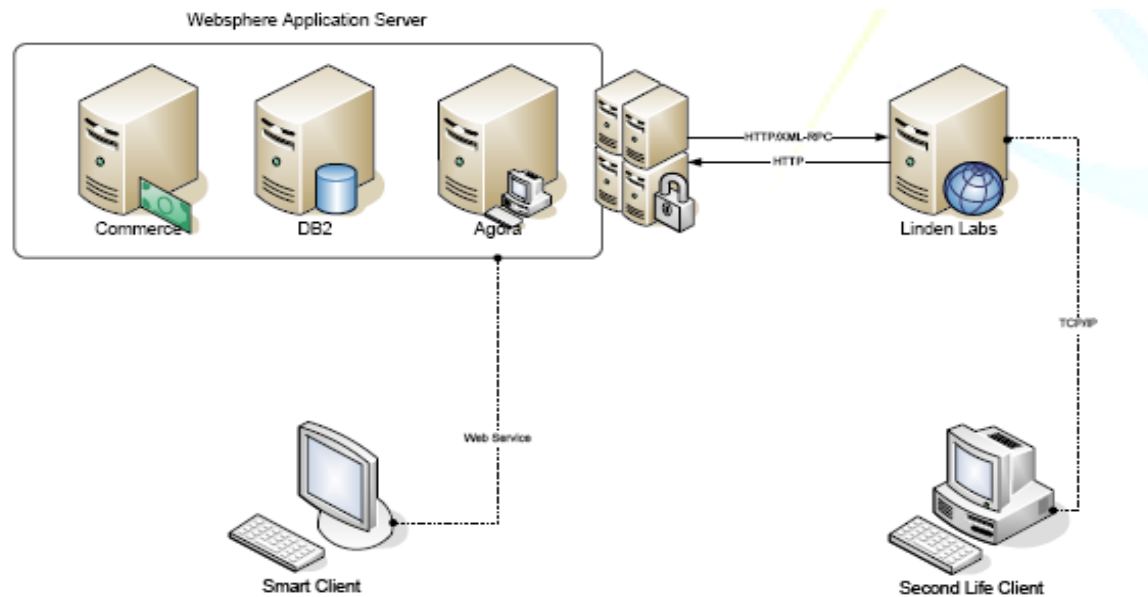 Websphere Application Server
Commerce
DB2
Agora
HTTP/XML-RPC
HTTP
Linden Labs
TCP/IP
Web Service
Smart Client
Second Life Client